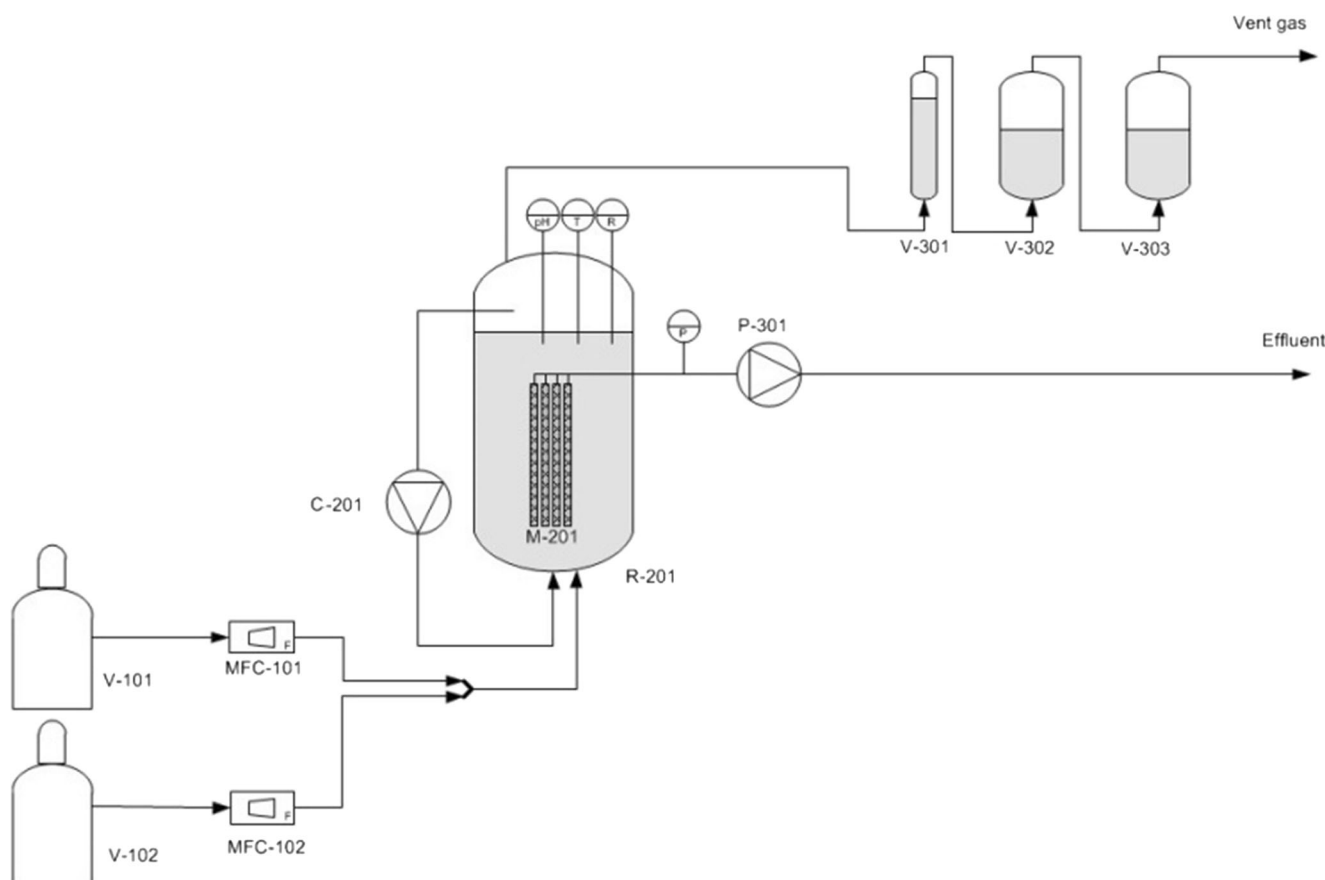 Vent gas
V-301
V-302
V-303
pH
T
R
P
P-301
Effluent
C-201
M-201
R-201
V-101
F
MFC-101
V-102
F
MFC-102